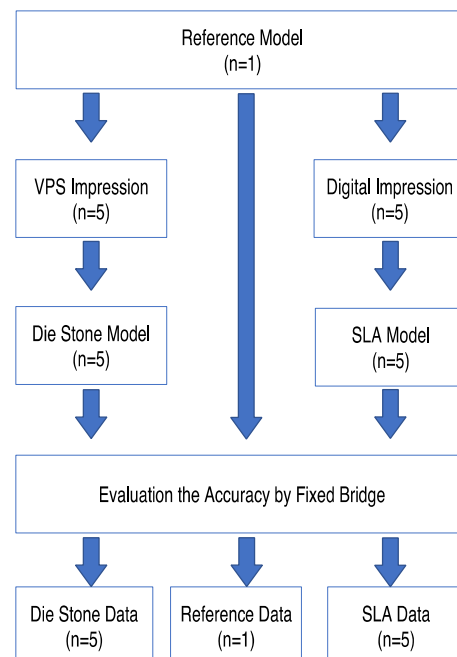 Reference Model
(n=1)
VPS Impression
(n=5)
Digital Impression
(n=5)
Die Stone Model
(n=5)
SLA Model
(n=5)
Evaluation the Accuracy by Fixed Bridge
Die Stone Data
(n=5)
Reference Data
(n=1)
SLA Data
(n=5)